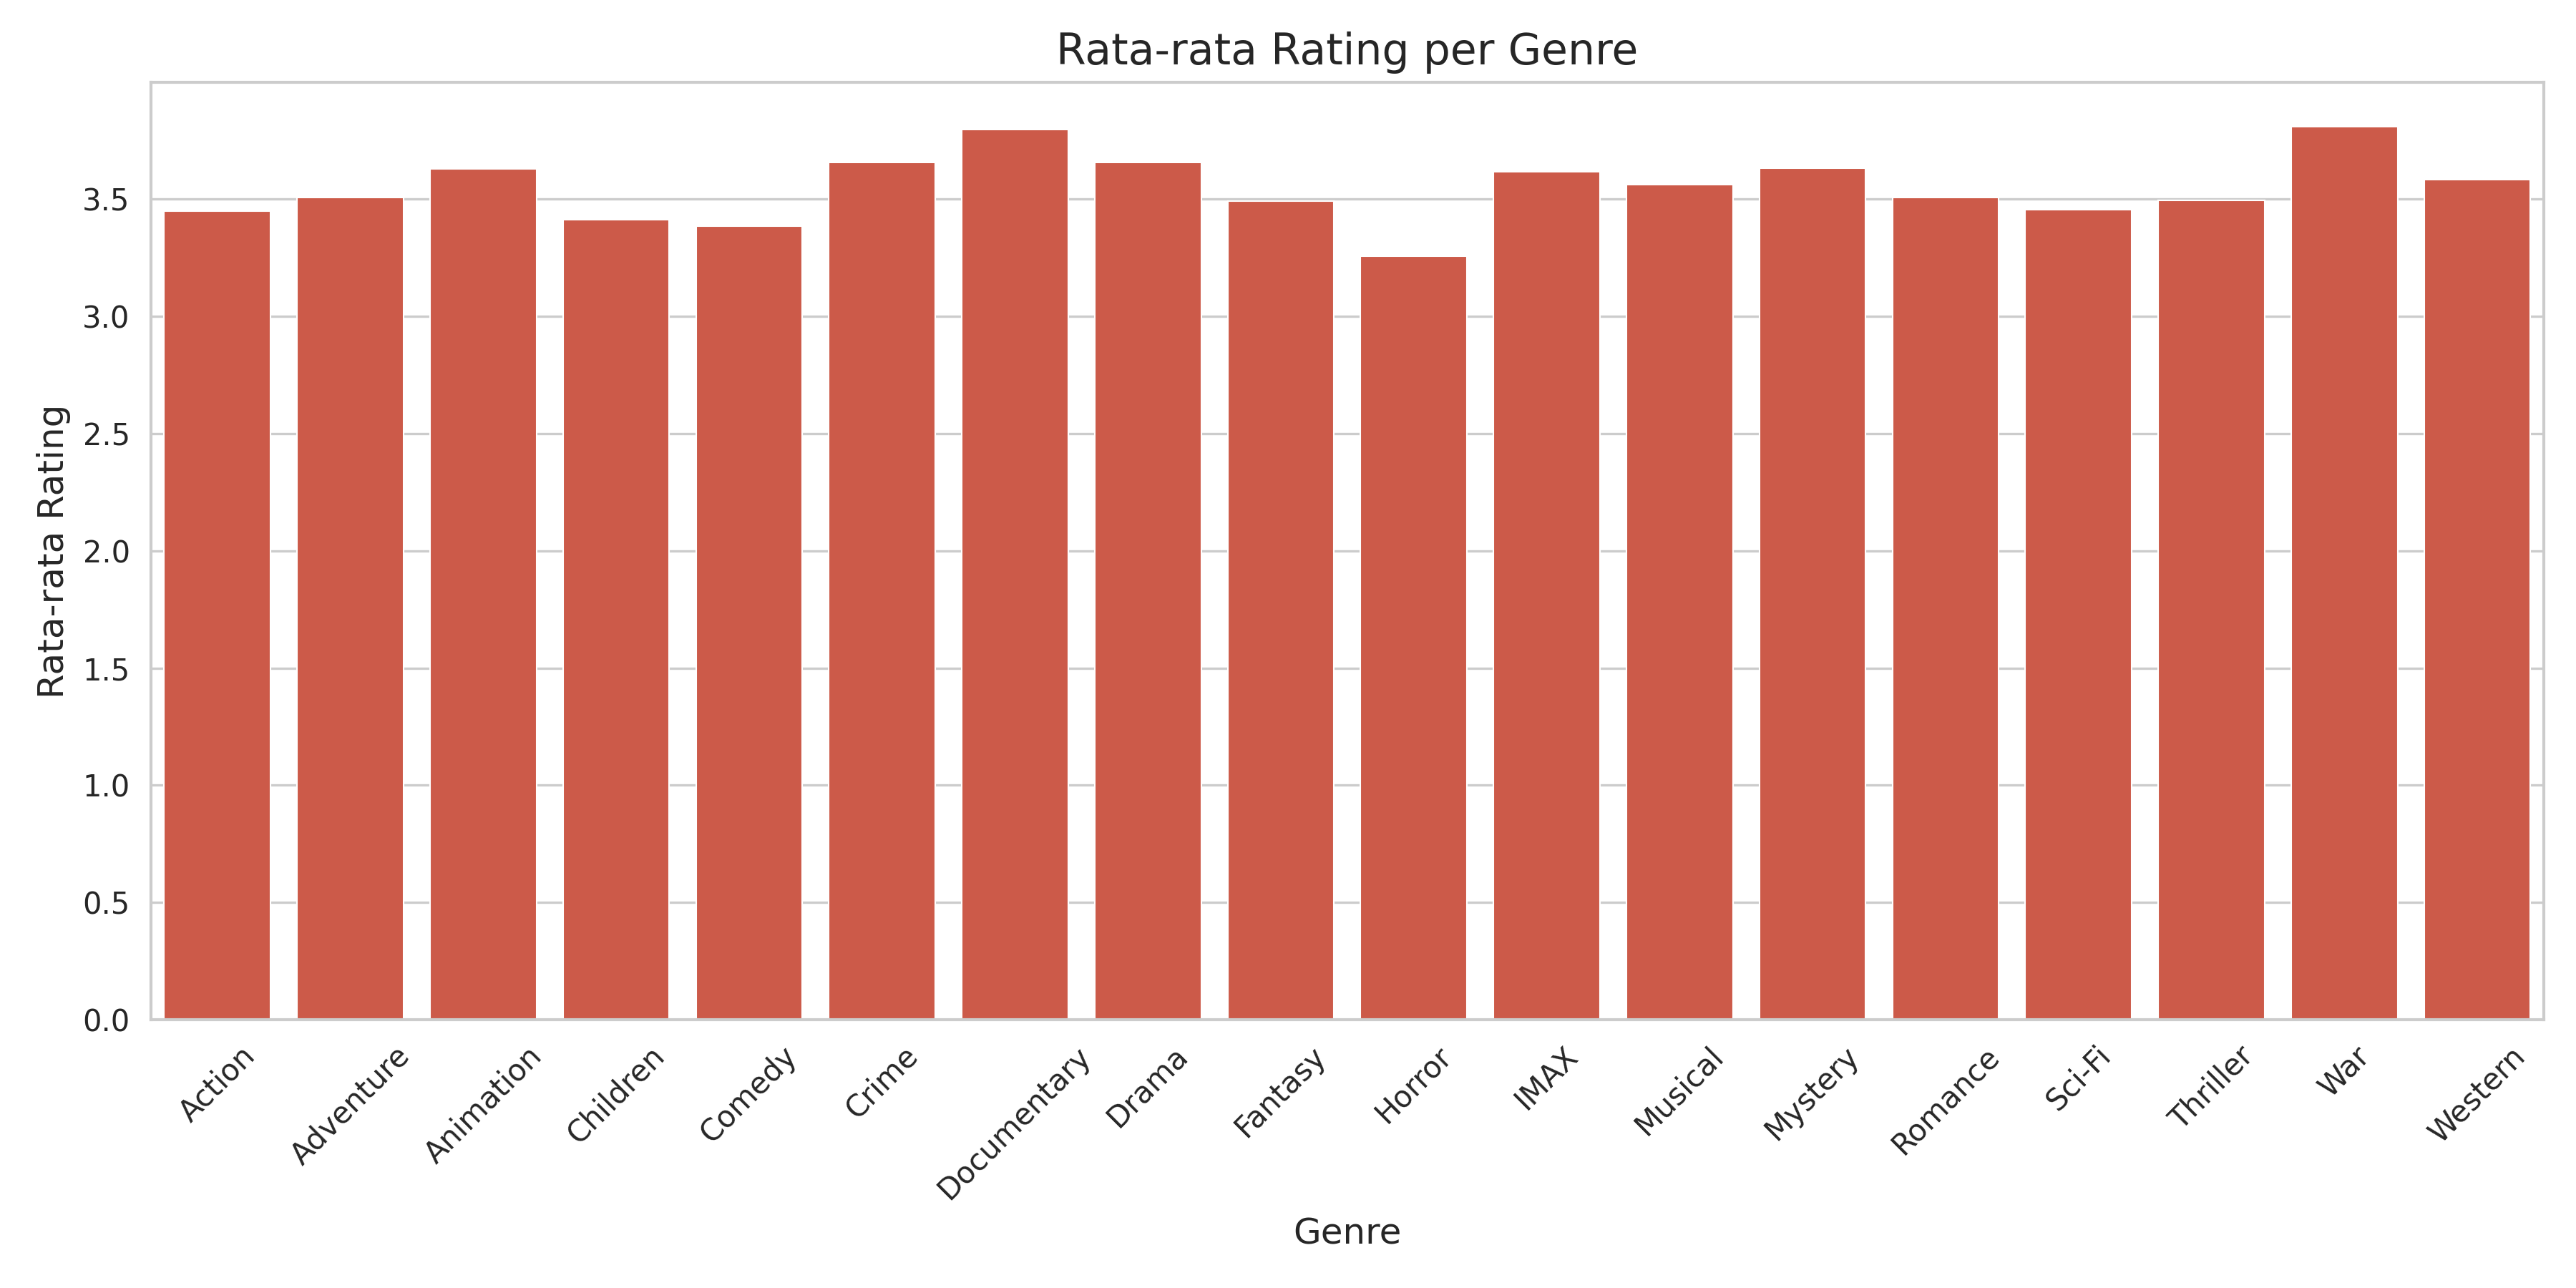 Rata-rata Rating per Genre
Rata-rata Rating
3.5
3.0
2.5
2.0
1.5
1.0
0.5
0.0
Action
Adventure
Animation
Children
Comedy
Crime
Documentary
Drama
Fantasy
Horror
IMAX
Musical
Mystery
Romance
Sci-Fi
Thriller
War
Western
Genre